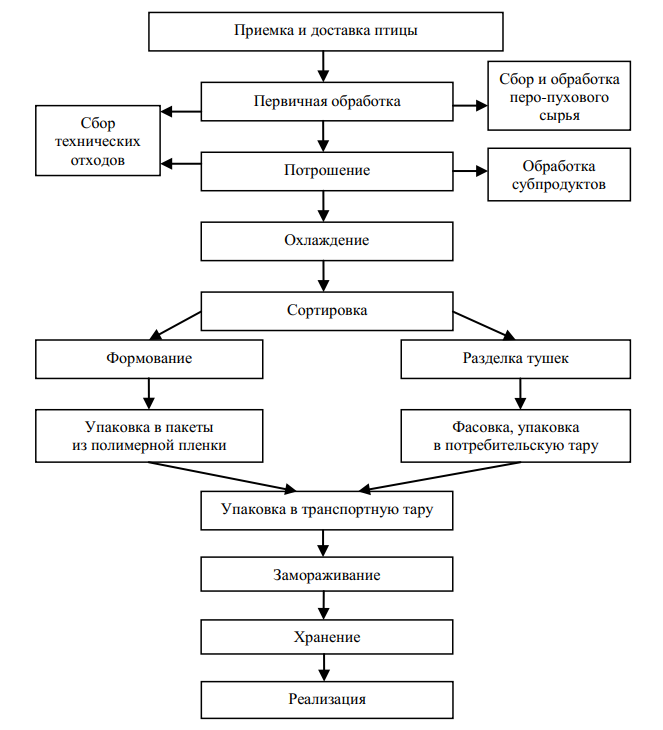 Приемка и доставка птицы
Первичная обработка
Сбор и обработка
перо-пухового
сырья
Сбор
технических
отходов
Потрошение
Обработка
субпродуктов
Охлаждение
Сортировка
Формование
Разделка тушек
Упаковка в пакеты
из полимерной пленки
Фасовка, упаковка
в потребительскую тару
Упаковка в транспортную тару
Замораживание
Хранение
Реализация